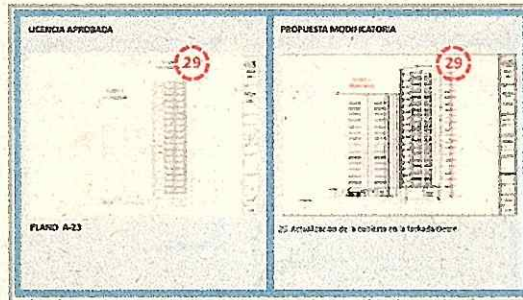 LICENCIA APROBADA
29
PLANO A-23
PROPUESTA MODIFICATORIA
29
29 Actualización de la cubierta en la fachada Oeste